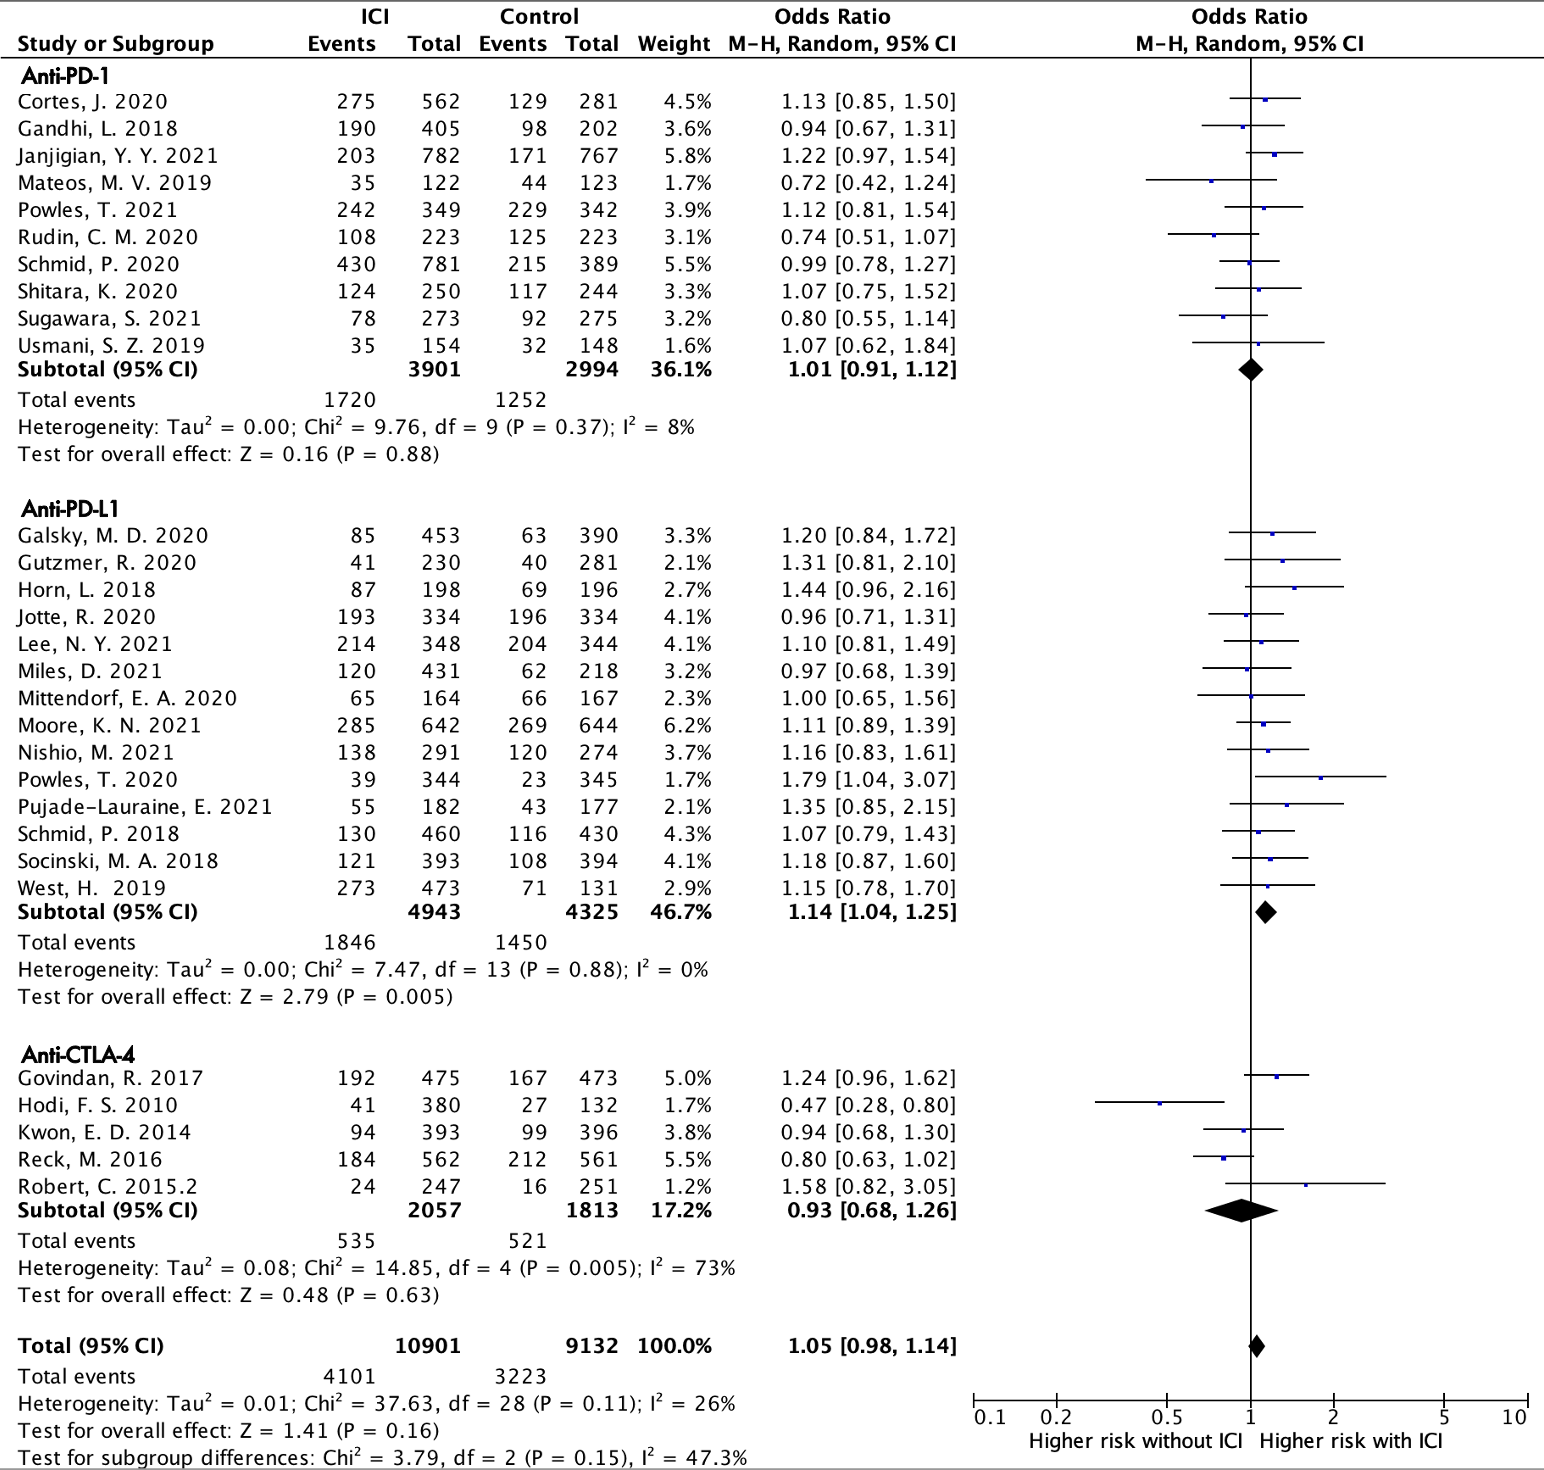 ICI Control Odds Ratio Odds Ratio
Study or Subgroup Events Total Events Total Weight M-H, Random, 95% CI M-H, Random, 95% CI
Anti-PD-1
Cortes, J. 2020 275 562 129 281 4.5% 1.13 [0.85, 1.50]
Gandhi, L. 2018 190 405 98 202 3.6% 0.94 [0.67, 1.31]
Janjigian, Y. Y. 2021 203 782 171 767 5.8% 1.22 [0.97, 1.54]
Mateos, M. V. 2019 35 122 44 123 1.7% 0.72 [0.42, 1.24]
Powles, T. 2021 242 349 229 342 3.9% 1.12 [0.81, 1.54]
Rudin, C. M. 2020 108 223 125 223 3.1% 0.74 [0.51, 1.07]
Schmid, P. 2020 430 781 215 389 5.5% 0.99 [0.78, 1.27]
Shitara, K. 2020 124 250 117 244 3.3% 1.07 [0.75, 1.52]
Sugawara, S. 2021 78 273 92 275 3.2% 0.80 [0.55, 1.14]
Usmani, S. Z. 2019 35 154 32 148 1.6% 1.07 [0.62, 1.84]
Subtotal (95% CI) 3901 2994 36.1% 1.01 [0.91, 1.12]
Total events 1720 1252
Heterogeneity: Tau² = 0.00; Chi² = 9.76, df = 9 (P = 0.37); I² = 8%
Test for overall effect: Z = 0.16 (P = 0.88)
Anti-PD-L1
Galsky, M. D. 2020 85 453 63 390 3.3% 1.20 [0.84, 1.72]
Gutzmer, R. 2020 41 230 40 281 2.1% 1.31 [0.81, 2.10]
Horn, L. 2018 87 198 69 196 2.7% 1.44 [0.96, 2.16]
Jotte, R. 2020 193 334 196 334 4.1% 0.96 [0.71, 1.31]
Lee, N. Y. 2021 214 348 204 344 4.1% 1.10 [0.81, 1.49]
Miles, D. 2021 120 431 62 218 3.2% 0.97 [0.68, 1.39]
Mittendorf, E. A. 2020 65 164 66 167 2.3% 1.00 [0.65, 1.56]
Moore, K. N. 2021 285 642 269 644 6.2% 1.11 [0.89, 1.39]
Nishio, M. 2021 138 291 120 274 3.7% 1.16 [0.83, 1.61]
Powles, T. 2020 39 344 23 345 1.7% 1.79 [1.04, 3.07]
Pujade-Lauraine, E. 2021 55 182 43 177 2.1% 1.35 [0.85, 2.15]
Schmid, P. 2018 130 460 116 430 4.3% 1.07 [0.79, 1.43]
Socinski, M. A. 2018 121 393 108 394 4.1% 1.18 [0.87, 1.60]
West, H. 2019 273 473 71 131 2.9% 1.15 [0.78, 1.70]
Subtotal (95% CI) 4943 4325 46.7% 1.14 [1.04, 1.25]
Total events 1846 1450
Heterogeneity: Tau² = 0.00; Chi² = 7.47, df = 13 (P = 0.88); I² = 0%
Test for overall effect: Z = 2.79 (P = 0.005)
Anti-CTLA-4
Govindan, R. 2017 192 475 167 473 5.0% 1.24 [0.96, 1.62]
Hodi, F. S. 2010 41 380 27 132 1.7% 0.47 [0.28, 0.80]
Kwon, E. D. 2014 94 393 99 396 3.8% 0.94 [0.68, 1.30]
Reck, M. 2016 184 562 212 561 5.5% 0.80 [0.63, 1.02]
Robert, C. 2015.2 24 247 16 251 1.2% 1.58 [0.82, 3.05]
Subtotal (95% CI) 2057 1813 17.2% 0.93 [0.68, 1.26]
Total events 535 521
Heterogeneity: Tau² = 0.08; Chi² = 14.85, df = 4 (P = 0.005); I² = 73%
Test for overall effect: Z = 0.48 (P = 0.63)
Total (95% CI) 10901 9132 100.0% 1.05 [0.98, 1.14]
Total events 4101 3223
Heterogeneity: Tau² = 0.01; Chi² = 37.63, df = 28 (P = 0.11); I² = 26%
Test for overall effect: Z = 1.41 (P = 0.16)
Test for subgroup differences: Chi² = 3.79, df = 2 (P = 0.15), I² = 47.3%
0.1 0.2 0.5 1 2 5 10
Higher risk without ICI Higher risk with ICI